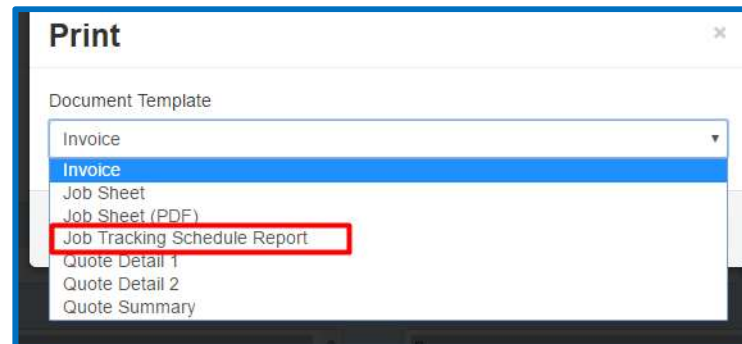 Print
×
Document Template
Invoice
Invoice
Job Sheet
Job Sheet (PDF)
Job Tracking Schedule Report
Quote Detail 1
Quote Detail 2
Quote Summary